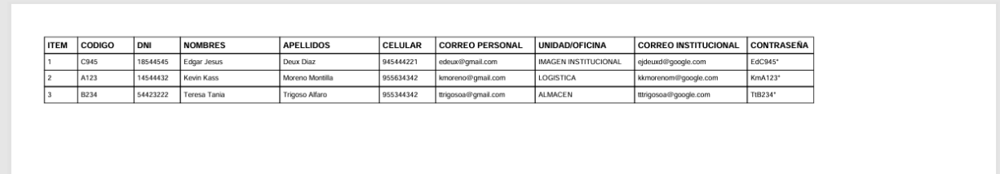 ITEM CODIGO DNI NOMBRES APELLIDOS CELULAR CORREO PERSONAL UNIDAD/OFICINA CORREO INSTITUCIONAL CONTRASEÑA
1 C945 18544545 Edgar Jesus Deux Diaz 945444221 edeux@gmail.com IMAGEN INSTITUCIONAL ejdeuxd@google.com EdC945*
2 A123 14544432 Kevin Kass Moreno Montilla 955634342 kmoreno@gmail.com LOGISTICA kkmorenom@google.com KmA123*
3 B234 54423222 Teresa Tania Trigoso Alfaro 955344342 ttrigosoa@gmail.com ALMACEN tttrigosoa@google.com TtB234*